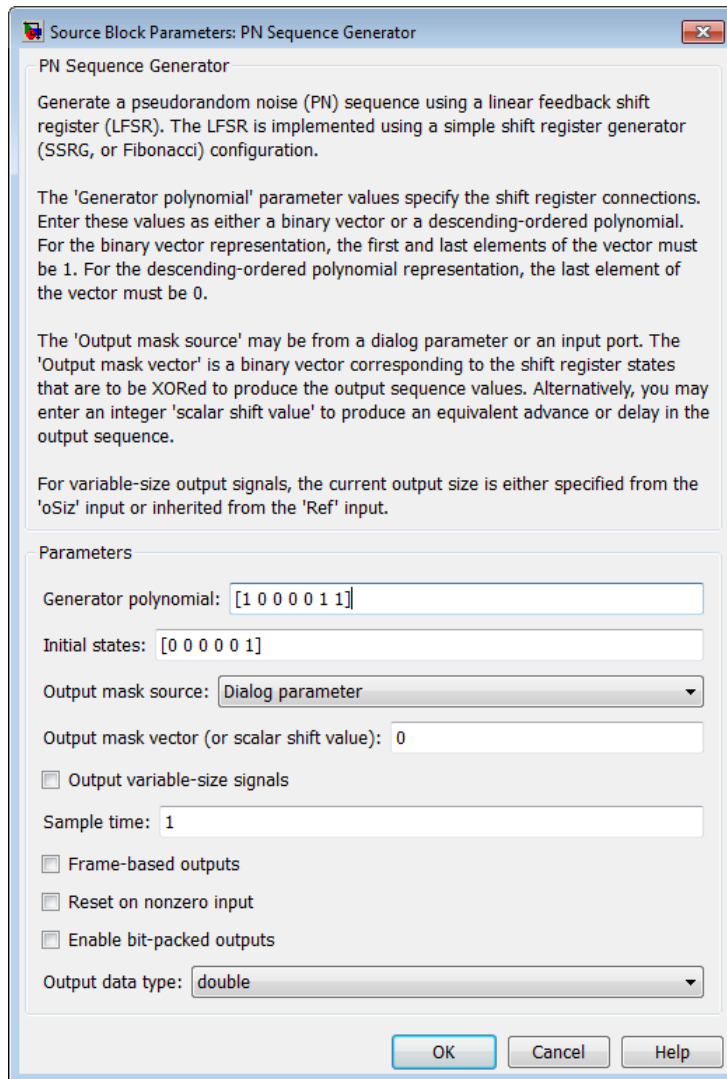 Source Block Parameters: PN Sequence Generator
PN Sequence Generator
Generate a pseudorandom noise (PN) sequence using a linear feedback shift
register (LFSR). The LFSR is implemented using a simple shift register generator
(SSRG, or Fibonacci) configuration.
The 'Generator polynomial' parameter values specify the shift register connections.
Enter these values as either a binary vector or a descending-ordered polynomial.
For the binary vector representation, the first and last elements of the vector must
be 1. For the descending-ordered polynomial representation, the last element of
the vector must be 0.
The 'Output mask source' may be from a dialog parameter or an input port. The
'Output mask vector' is a binary vector corresponding to the shift register states
that are to be XORed to produce the output sequence values. Alternatively, you may
enter an integer 'scalar shift value' to produce an equivalent advance or delay in the
output sequence.
For variable-size output signals, the current output size is either specified from the
'oSiz' input or inherited from the 'Ref' input.
Parameters
Generator polynomial: [1 0 0 0 0 1 1]
Initial states: [0 0 0 0 0 1]
Output mask source: Dialog parameter
Output mask vector (or scalar shift value): 0
Output variable-size signals
Sample time: 1
Frame-based outputs
Reset on nonzero input
Enable bit-packed outputs
Output data type: double
OK Cancel Help